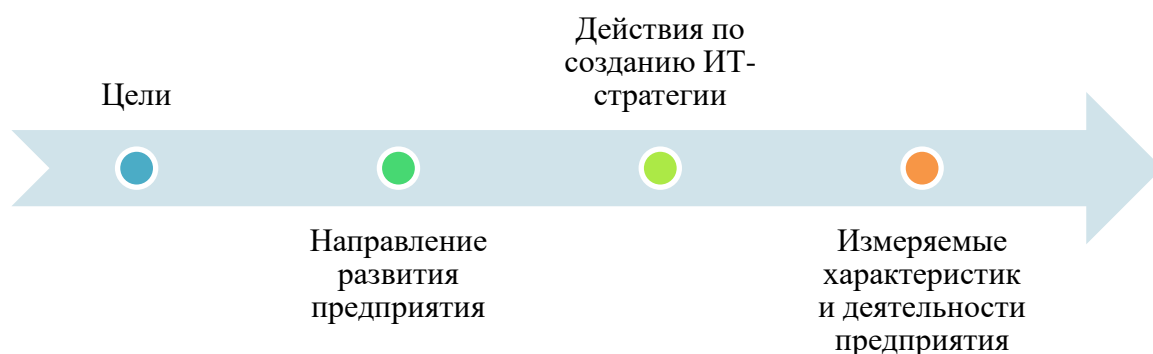 Цели
Направление
развития
предприятия
Действия по
созданию ИТ-
стратегии
Измеряемые
характеристик
и деятельности
предприятия